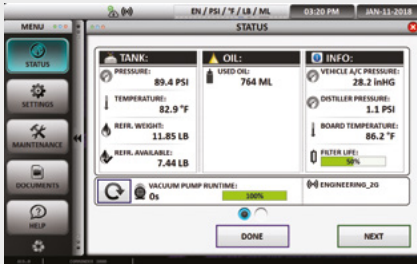 EN / PSI / °F / LB / ML
03:20 PM
JAN-11-2018
MENU
STATUS
STATUS
SETTINGS
MAINTENANCE
DOCUMENTS
HELP
TANK:
PRESSURE:
89.4 PSI
TEMPERATURE:
82.9 °F
REFR. WEIGHT:
11.85 LB
REFR. AVAILABLE:
7.44 LB
OIL:
USED OIL:
764 ML
INFO:
VEHICLE A/C PRESSURE:
28.2 inHG
DISTILLER PRESSURE:
1.1 PSI
BOARD TEMPERATURE:
86.2 °F
FILTER LIFE:
50%
VACUUM PUMP RUNTIME:
0s
100%
ENGINEERING_2G
DONE
NEXT